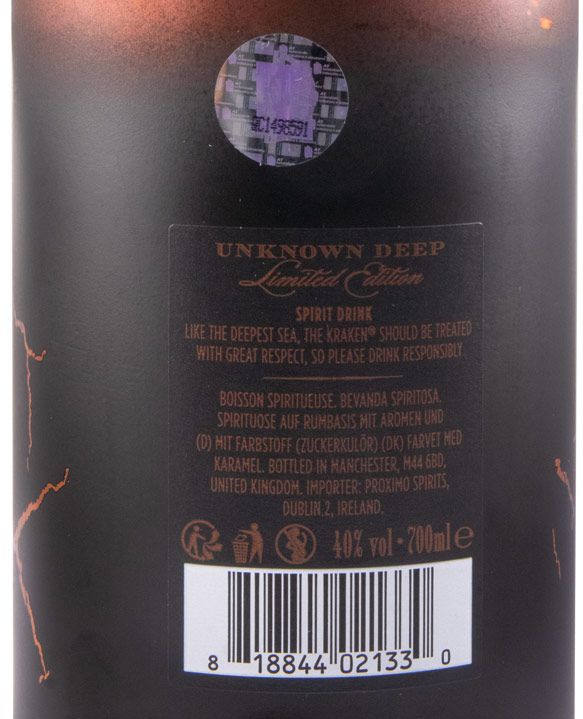 UNKNOWN DEEP
Limited Edition
SPIRIT DRINK
LIKE THE DEEPEST SEA, THE KRAKEN® SHOULD BE TREATED
WITH GREAT RESPECT, SO PLEASE DRINK RESPONSIBLY.
BOISSON SPIRITUEUSE. BEVANDA SPIRITOSA.
SPIRITUOSE AUF RUMBASIS MIT AROMEN UND
(D) MIT FARBSTOFF (ZUCKERKULÖR) (DK) FARVET MED
KARAMEL. BOTTLED IN MANCHESTER, M44 6BD,
UNITED KINGDOM. IMPORTER: PROXIMO SPIRITS,
DUBLIN,2, IRELAND.
40% vol · 700ml e
8 18844 02133 0